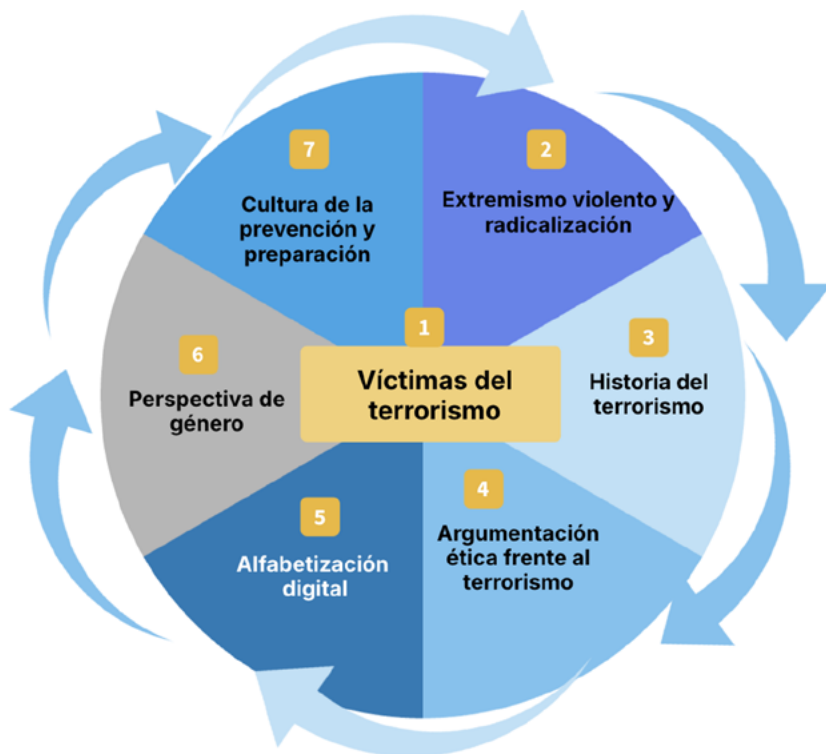 7
Cultura de la
prevención y
preparación
2
Extremismo violento y
radicalización
1
Víctimas del
terrorismo
3
Historia del
terrorismo
4
Argumentación
ética frente al
terrorismo
5
Alfabetización
digital
6
Perspectiva de
género